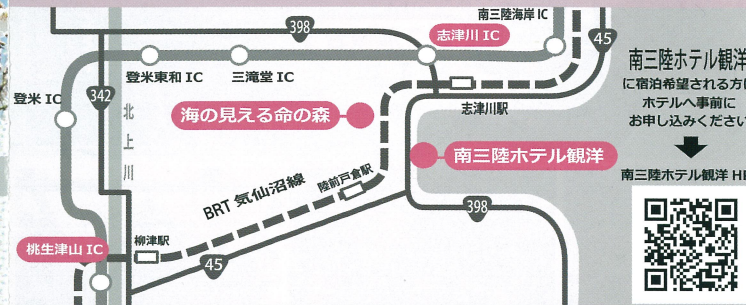 南三陸海岸 IC
398
志津川 IC
45
登米東和 IC
三滝堂 IC
登米 IC
342
北上川
海の見える命の森
志津川駅
南三陸ホテル観洋
BRT 気仙沼線
陸前戸倉駅
398
柳津駅
桃生津山 IC
45
南三陸ホテル観洋
に宿泊希望される方は
ホテルへ事前に
お申し込みください
南三陸ホテル観洋 HP